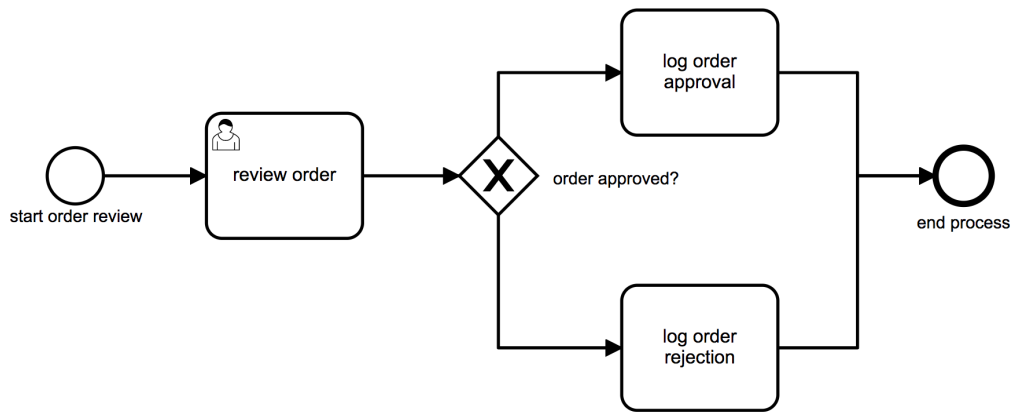 start order review
review order
order approved?
log order
approval
log order
rejection
end process